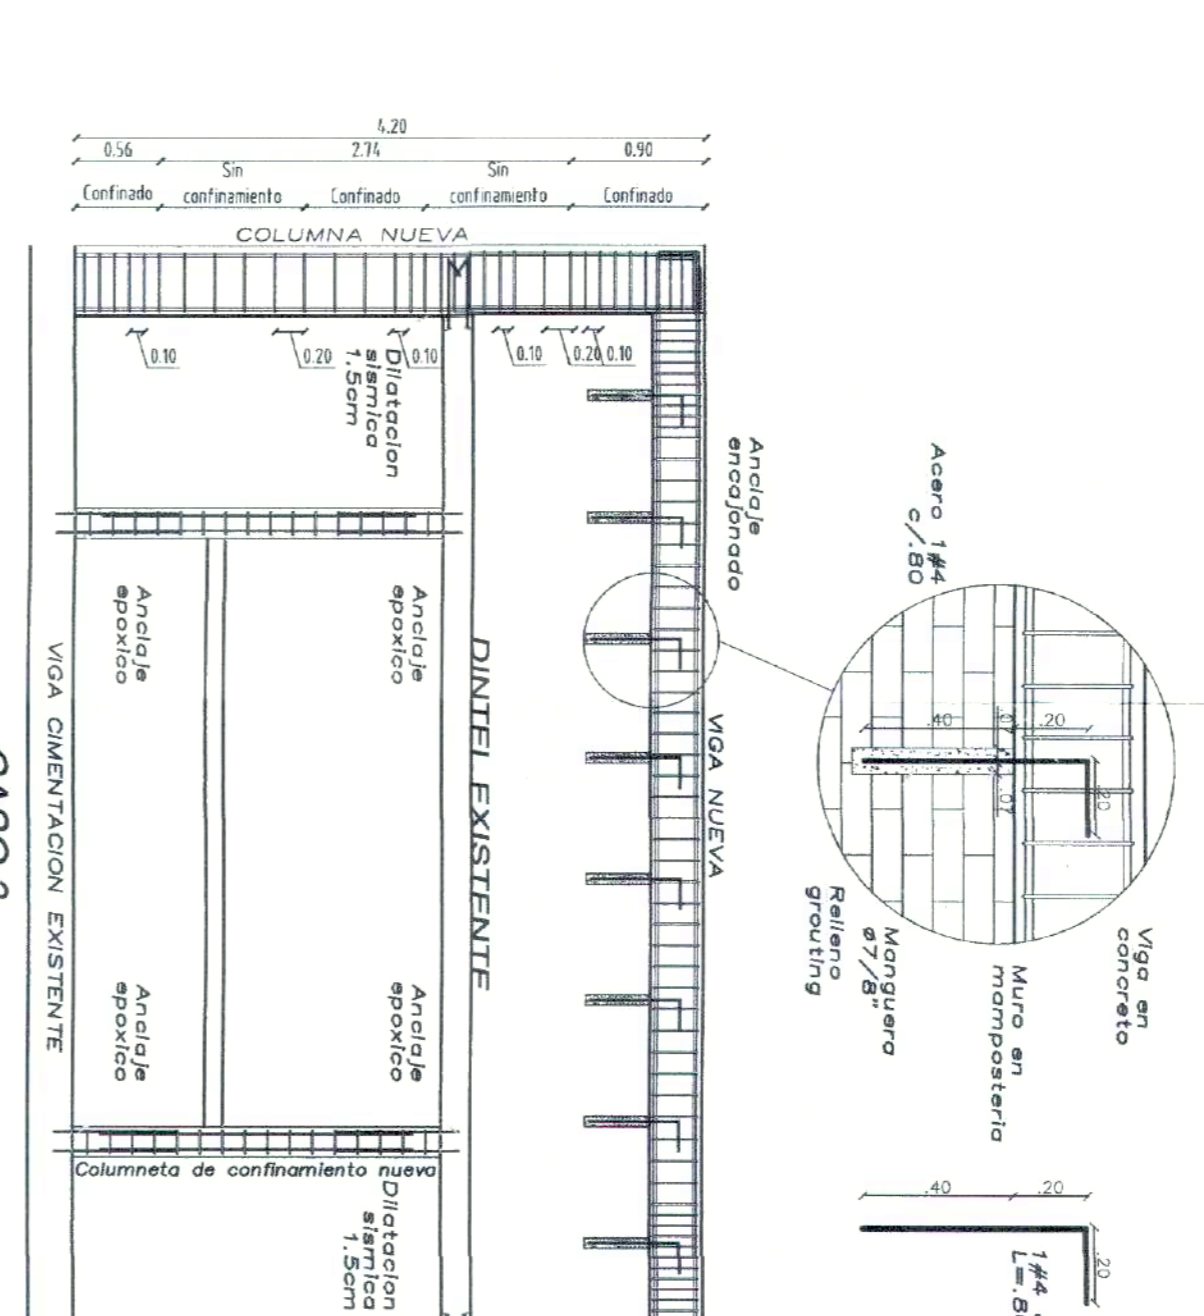 4.20
0.56 2.74 0.90
Sin Sin
Confinado confinamiento Confinado confinamiento Confinado
COLUMNA NUEVA
0.10 0.20 0.10 0.10 0.20 0.10
Dilatacion
sismica
1.5cm
Anclaje
encajonado
Acero 1#4
c/.80
Anclaje
epoxico
Anclaje
epoxico
VIGA CIMENTACION EXISTENTE
DINTEL EXISTENTE
VIGA NUEVA
.40 .07 .20
.20
.07
Relleno
grouting
Manguera
ø7/8"
Muro en
mamposteria
Viga en
concreto
Anclaje
epoxico
Anclaje
epoxico
Columneta de confinamiento nueva
Dilatacion
sismica
1.5cm
.40 .20
.20
1#4